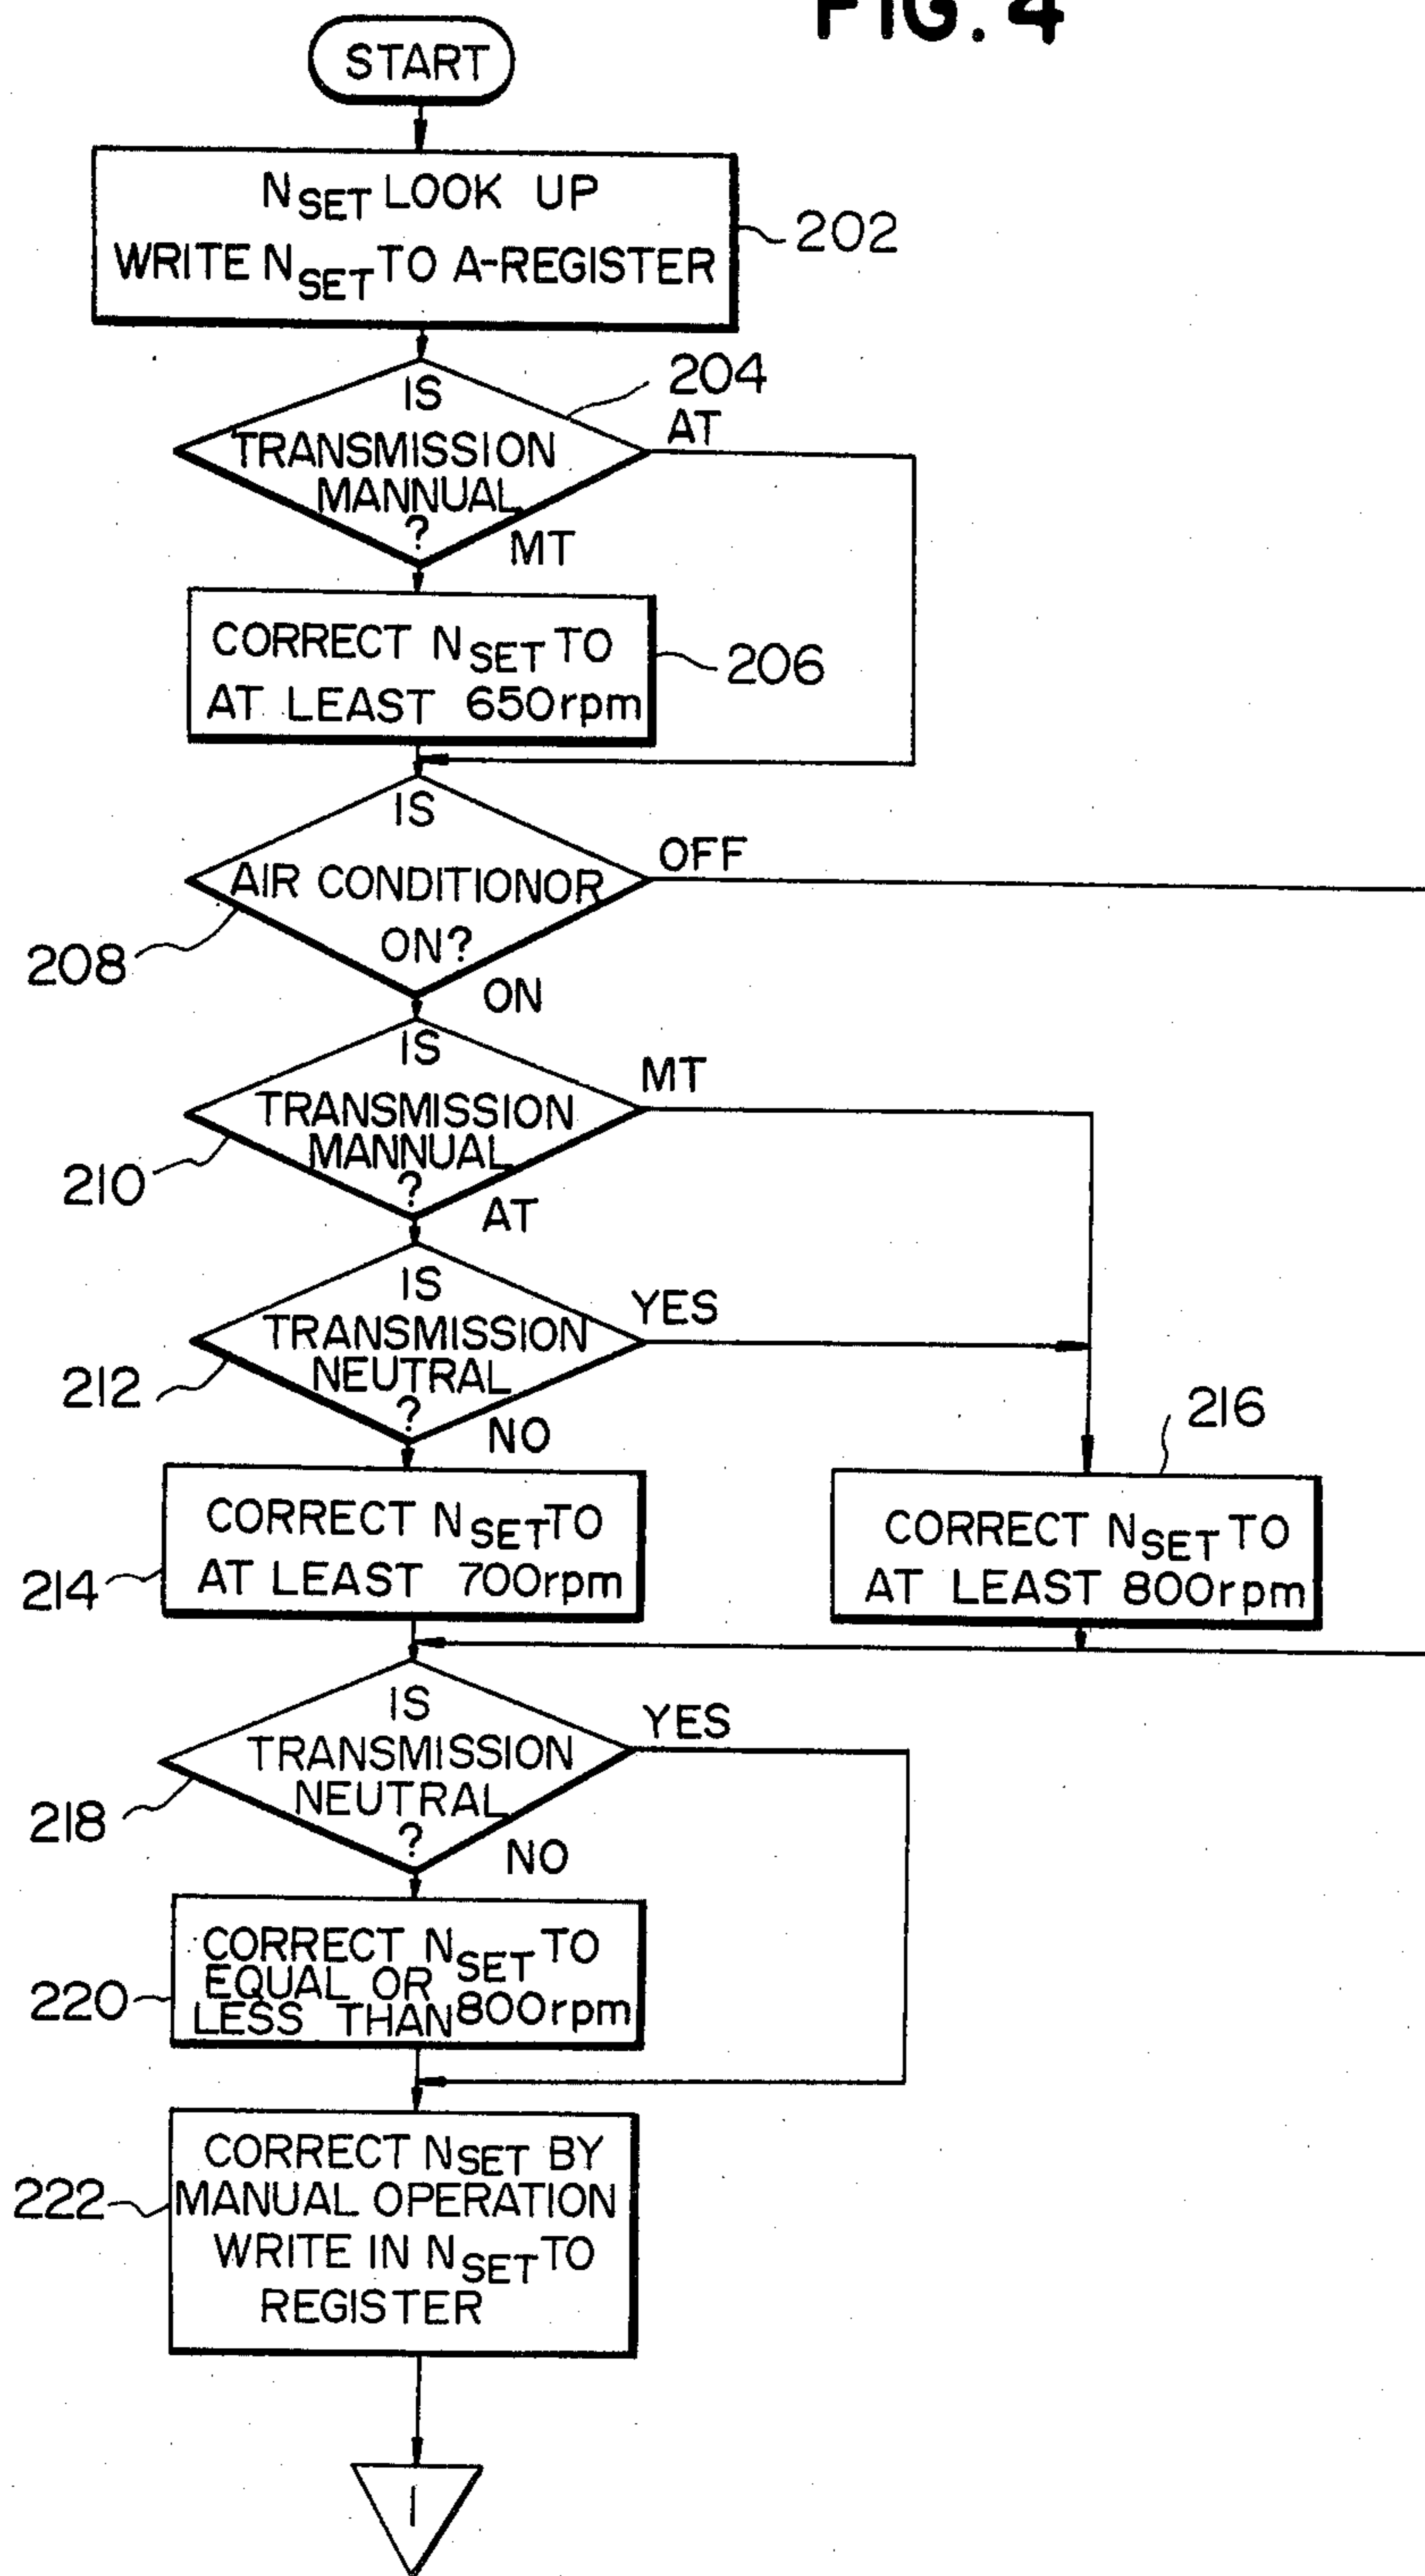 FIG. 4
START
NSET LOOK UP
WRITE NSET TO A-REGISTER
202
IS
TRANSMISSION
MANNUAL
?
204
AT
MT
CORRECT NSET TO
AT LEAST 650rpm
206
IS
AIR CONDITIONOR
ON?
OFF
208
ON
IS
TRANSMISSION
MANNUAL
?
MT
210
AT
IS
TRANSMISSION
NEUTRAL
?
YES
212
NO
216
CORRECT NSET TO
AT LEAST 700rpm
214
CORRECT NSET TO
AT LEAST 800rpm
IS
TRANSMISSION
NEUTRAL
?
YES
218
NO
CORRECT NSET TO
EQUAL OR
LESS THAN 800rpm
220
CORRECT NSET BY
MANUAL OPERATION
WRITE IN NSET TO
REGISTER
222
1